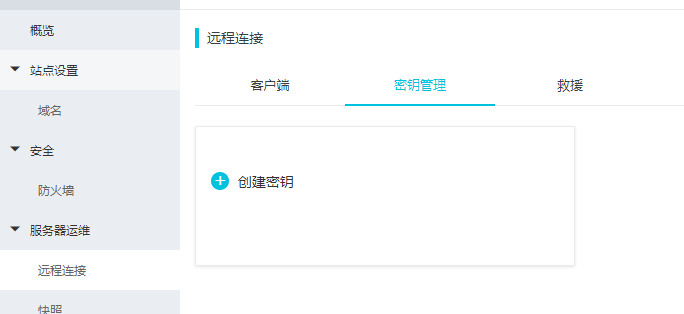 概览
站点设置
域名
安全
防火墙
服务器运维
远程连接
快照
远程连接
客户端
密钥管理
救援
创建密钥